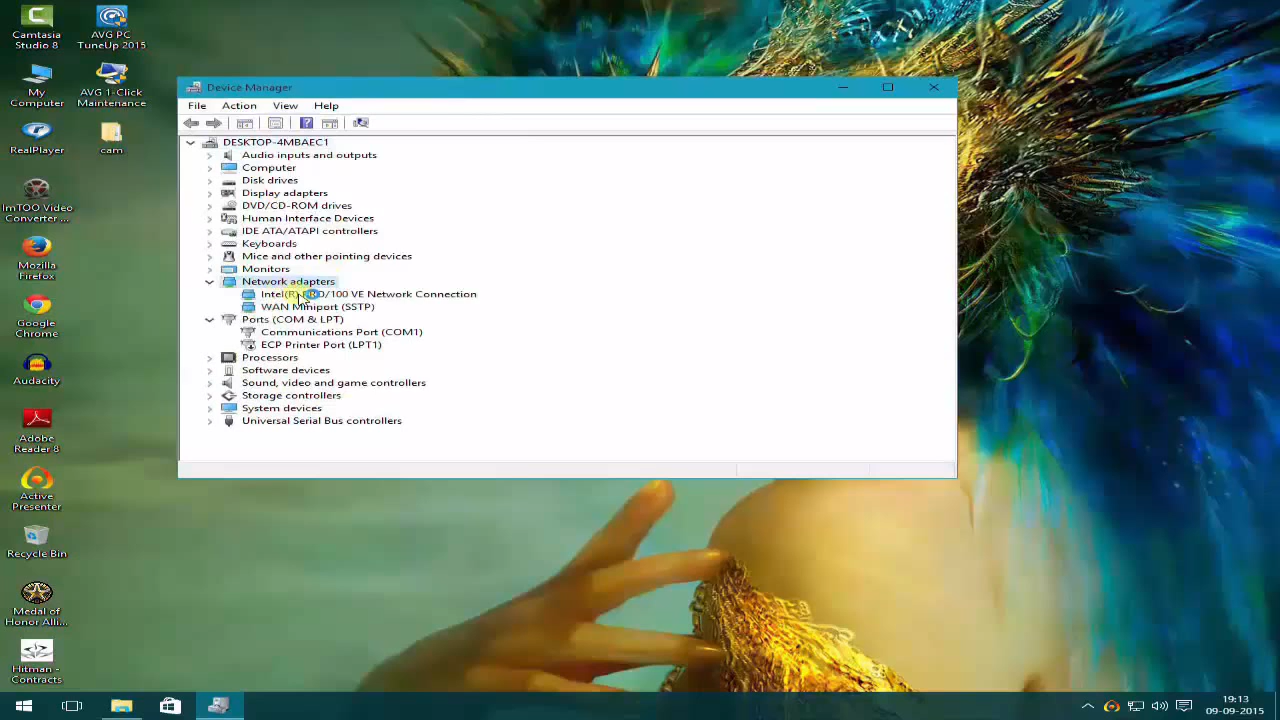 Camtasia
Studio 8
AVG PC
TuneUp 2015
My
Computer
AVG 1-Click
Maintenance
RealPlayer
cam
ImTOO Video
Converter ...
Mozilla
Firefox
Google
Chrome
Audacity
Adobe
Reader 8
Active
Presenter
Recycle Bin
Medal of
Honor Alli...
Hitman -
Contracts
Device Manager
File Action View Help
DESKTOP-4MBAEC1
Audio inputs and outputs
Computer
Disk drives
Display adapters
DVD/CD-ROM drives
Human Interface Devices
IDE ATA/ATAPI controllers
Keyboards
Mice and other pointing devices
Monitors
Network adapters
/100 VE Network Connection
WAN Miniport (SSTP)
Ports (COM & LPT)
Communications Port (COM1)
ECP Printer Port (LPT1)
Processors
Software devices
Sound, video and game controllers
Storage controllers
System devices
Universal Serial Bus controllers
19:13
09-09-2015